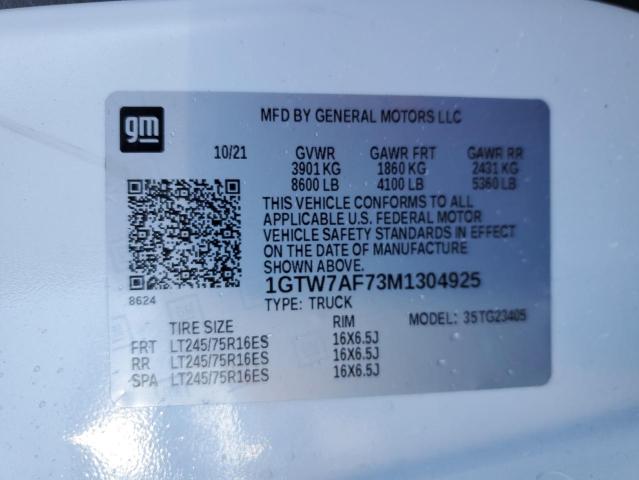 gm
MFD BY GENERAL MOTORS LLC
10/21 GVWR GAWR FRT GAWR RR
3901 KG 1860 KG 2431 KG
8600 LB 4100 LB 5360 LB
THIS VEHICLE CONFORMS TO ALL
APPLICABLE U.S. FEDERAL MOTOR
VEHICLE SAFETY STANDARDS IN EFFECT
ON THE DATE OF MANUFACTURE
SHOWN ABOVE.
8624
1GTW7AF73M1304925
TYPE: TRUCK
MODEL: 35TG23405
TIRE SIZE RIM
FRT LT245/75R16ES 16X6.5J
RR LT245/75R16ES 16X6.5J
SPA LT245/75R16ES 16X6.5J